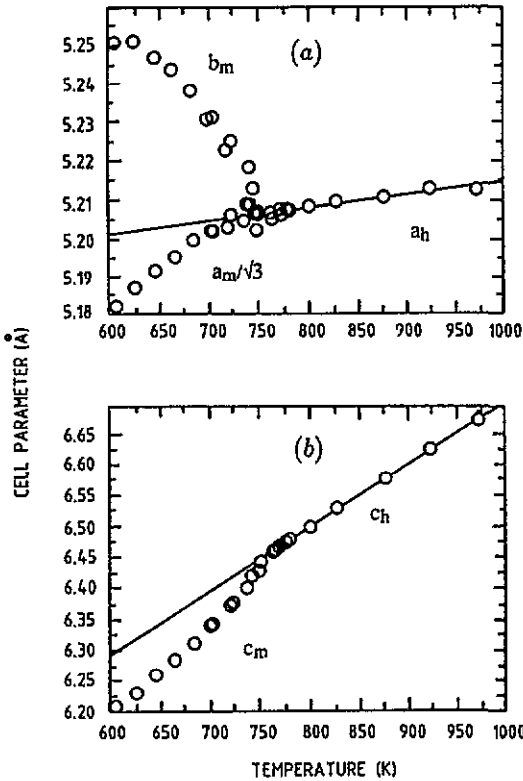 CELL PARAMETER (Å)
(a)
5.25
5.24
5.23
5.22
5.21
5.20
5.19
5.18
b_m
a_h
a_m/√3
600 650 700 750 800 850 900 950 1000
(b)
6.65
6.60
6.55
6.50
6.45
6.40
6.35
6.30
6.25
6.20
c_h
c_m
600 650 700 750 800 850 900 950 1000
TEMPERATURE (K)